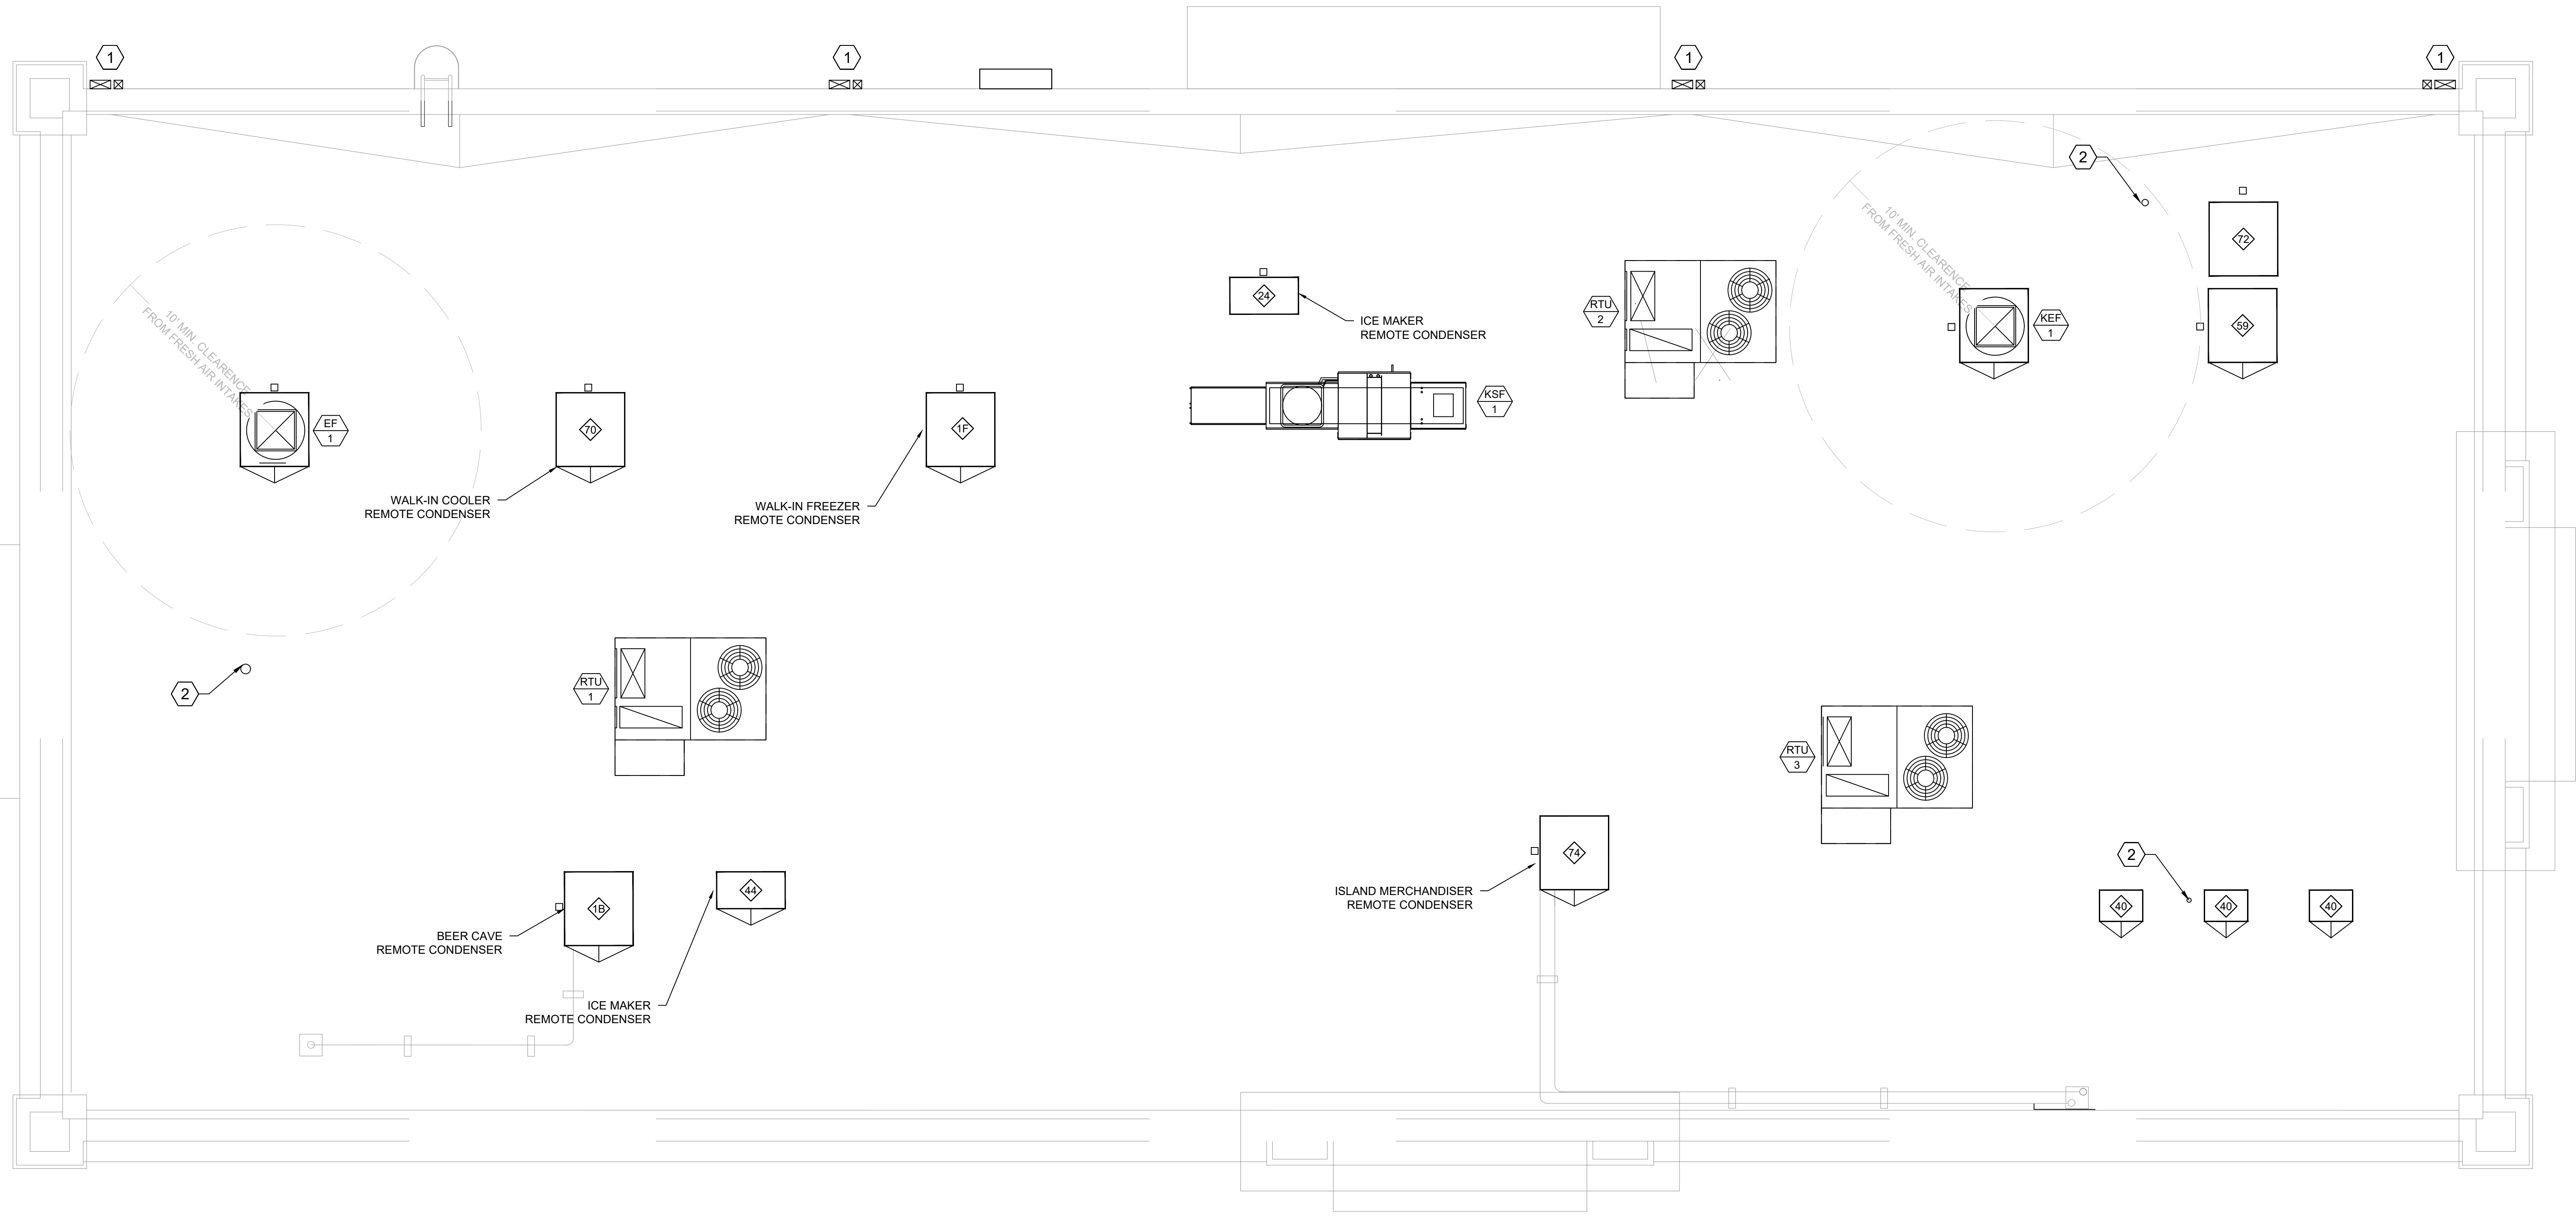 1
1
1
1
2
10' MIN. CLEARENCE
FROM FRESH AIR INTAKES
72
24
ICE MAKER
REMOTE CONDENSER
RTU
2
KEF
1
59
10' MIN. CLEARENCE
FROM FRESH AIR INTAKES
EF
1
70
WALK-IN COOLER
REMOTE CONDENSER
1F
WALK-IN FREEZER
REMOTE CONDENSER
KSF
1
2
RTU
1
RTU
3
74
ISLAND MERCHANDISER
REMOTE CONDENSER
2
40
40
40
1B
BEER CAVE
REMOTE CONDENSER
44
ICE MAKER
REMOTE CONDENSER